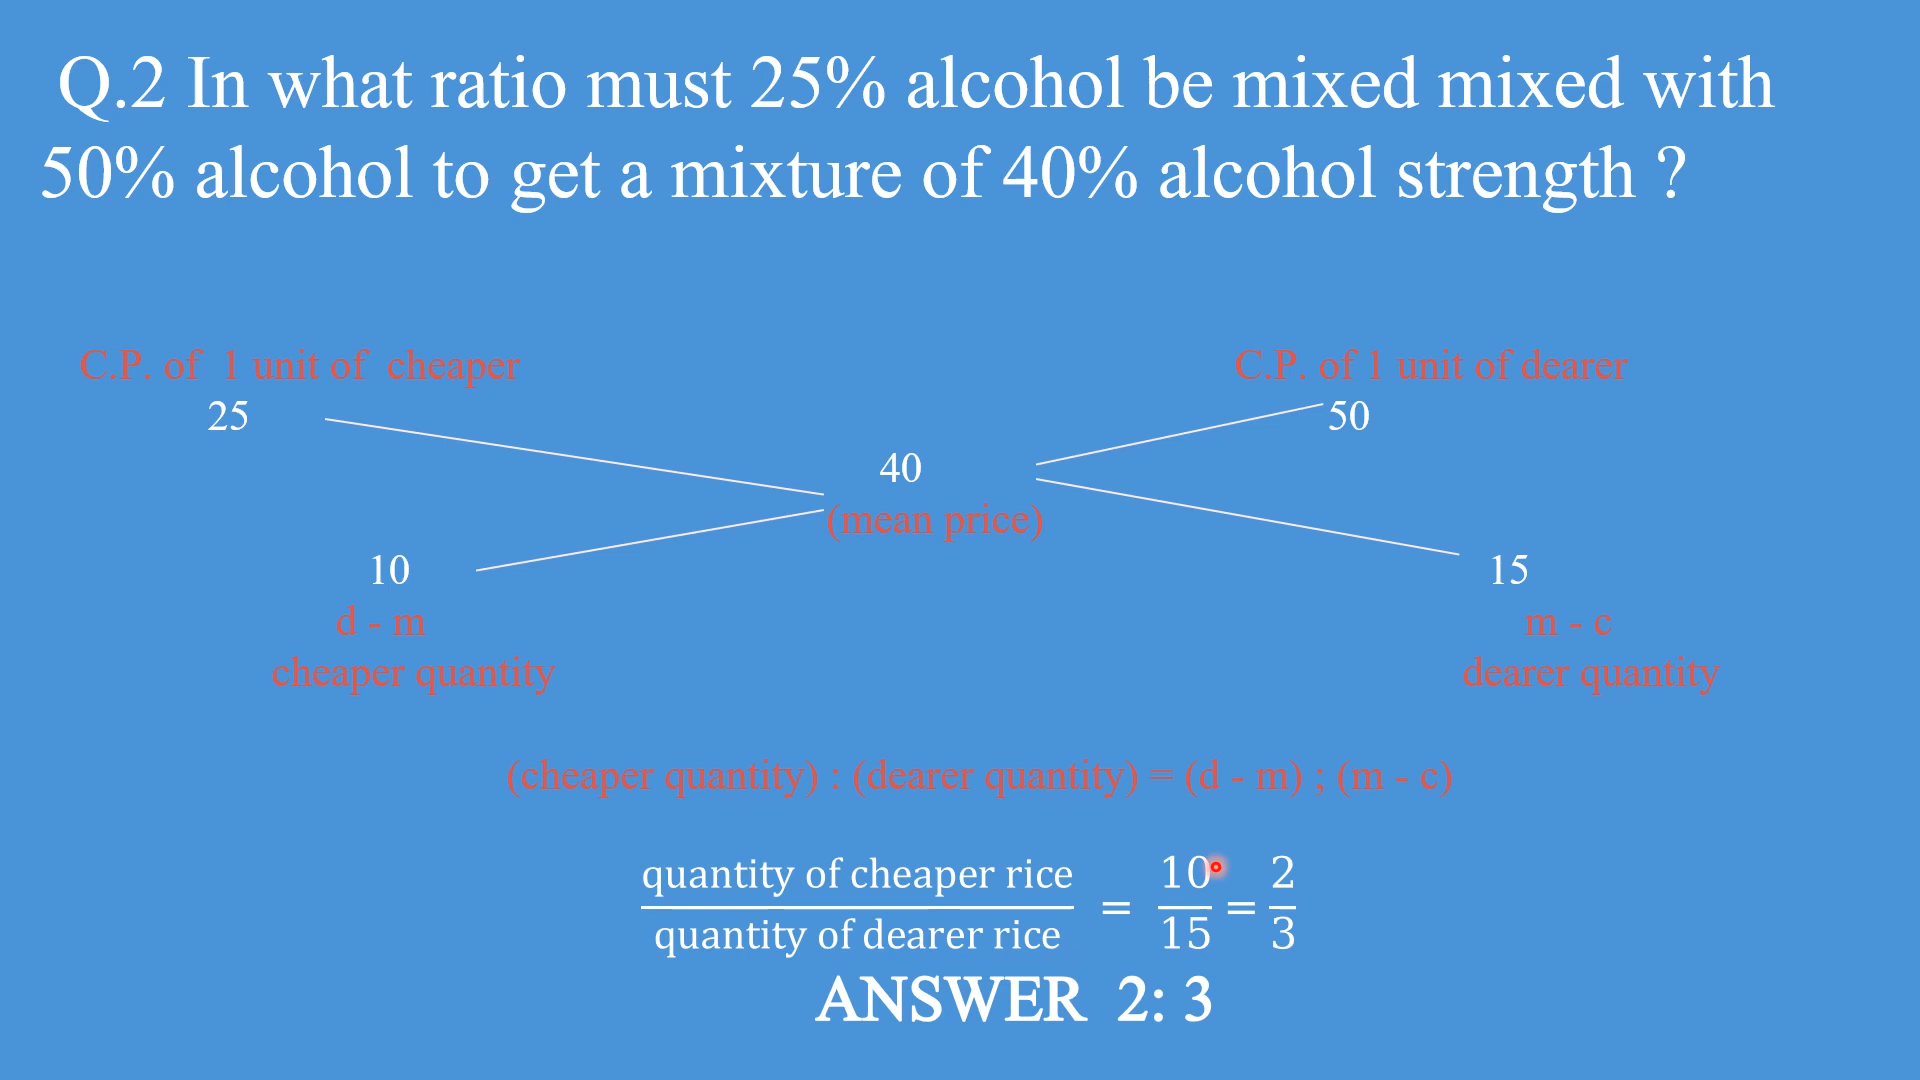 Q.2 In what ratio must 25% alcohol be mixed mixed with
50% alcohol to get a mixture of 40% alcohol strength ?
C.P. of 1 unit of cheaper
C.P. of 1 unit of dearer
25
50
40
(mean price)
10
15
d - m
m - c
cheaper quantity
dearer quantity
(cheaper quantity) : (dearer quantity) = (d - m) ; (m - c)
quantity of cheaper rice
quantity of dearer rice
=
10
15
=
2
3
ANSWER 2: 3